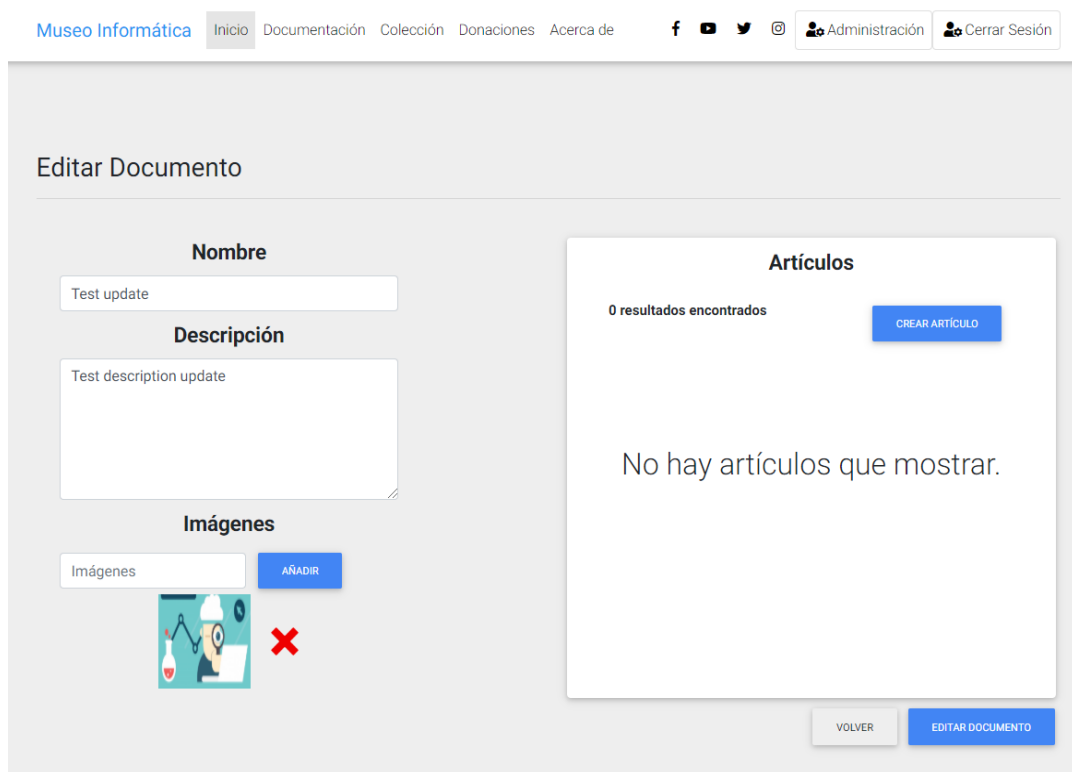 Museo Informática Inicio Documentación Colección Donaciones Acerca de Administración Cerrar Sesión
Editar Documento
Nombre
Test update
Descripción
Test description update
Imágenes
Imágenes AÑADIR
Artículos
0 resultados encontrados CREAR ARTÍCULO
No hay artículos que mostrar.
VOLVER EDITAR DOCUMENTO